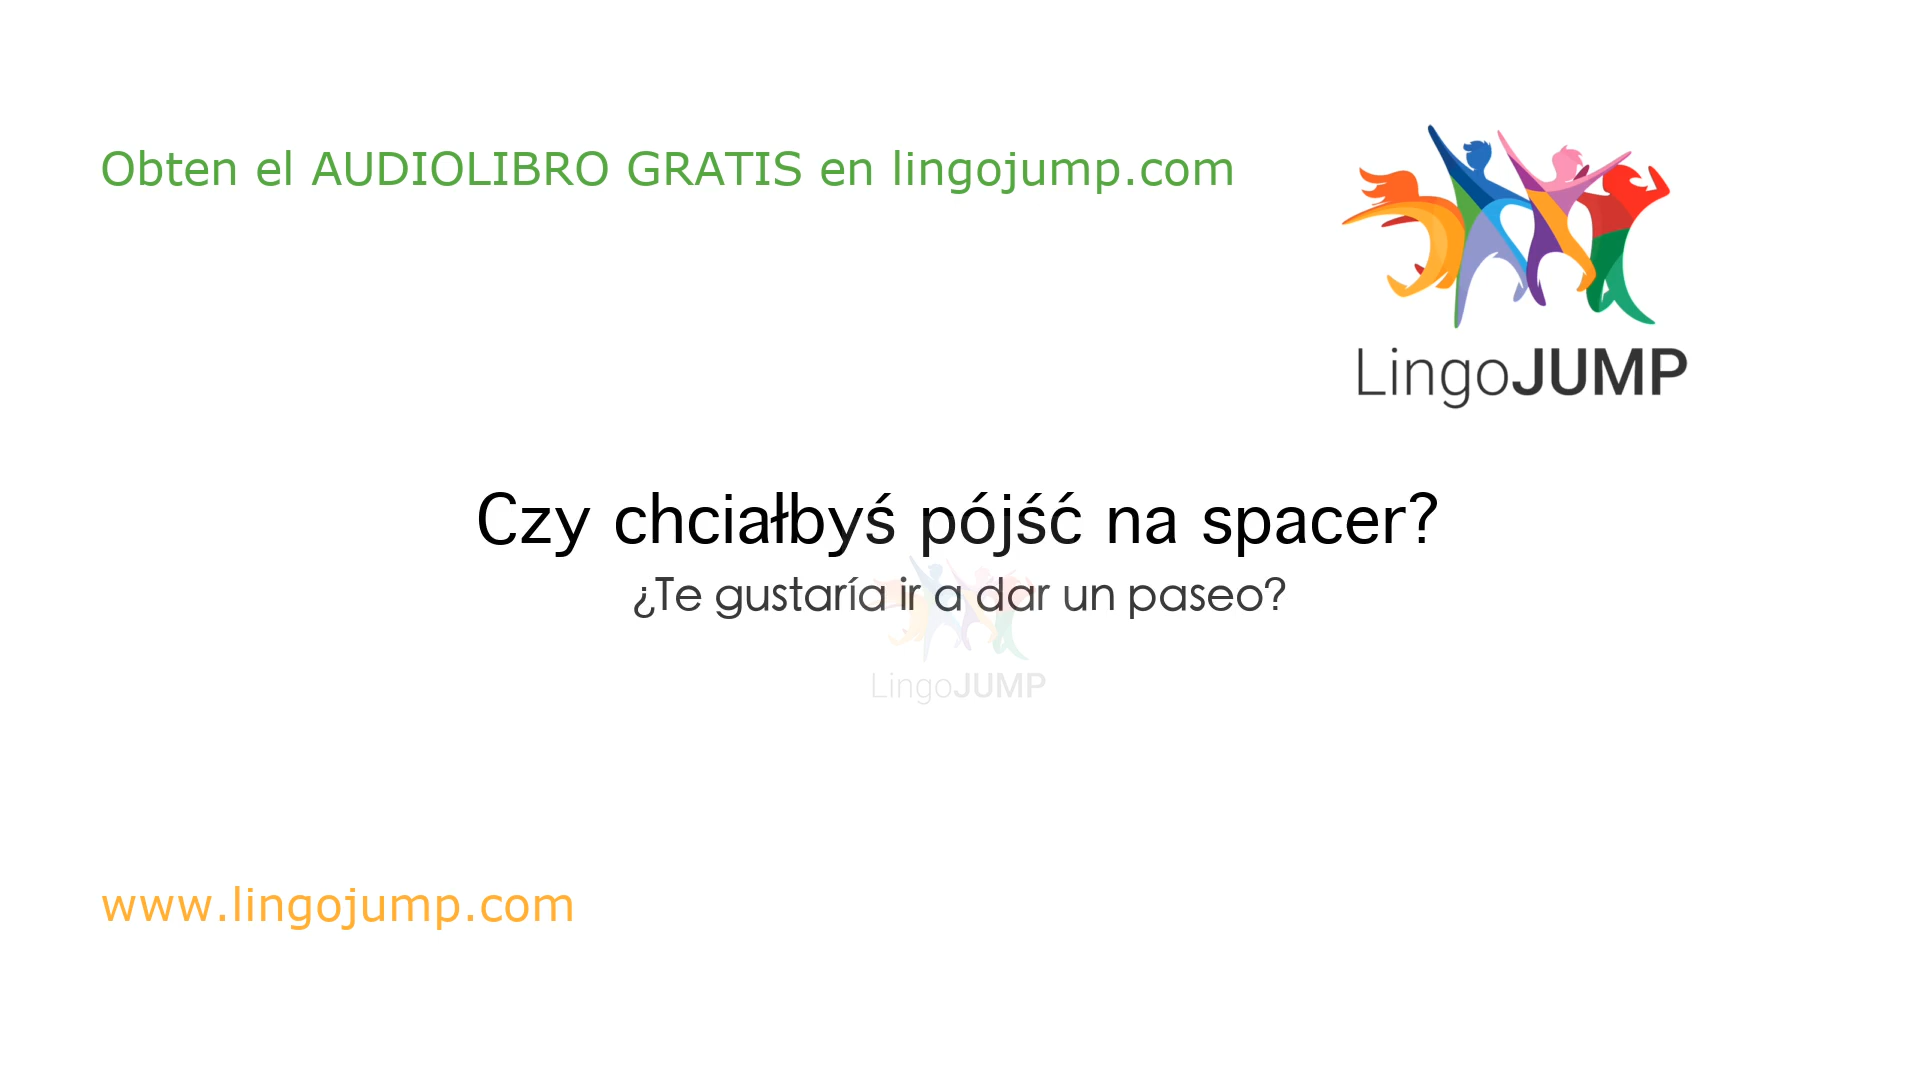 Obten el AUDIOLIBRO GRATIS en lingojump.com
LingoJUMP
Czy chciałbyś pójść na spacer?
¿Te gustaría ir a dar un paseo?
LingoJUMP
www.lingojump.com